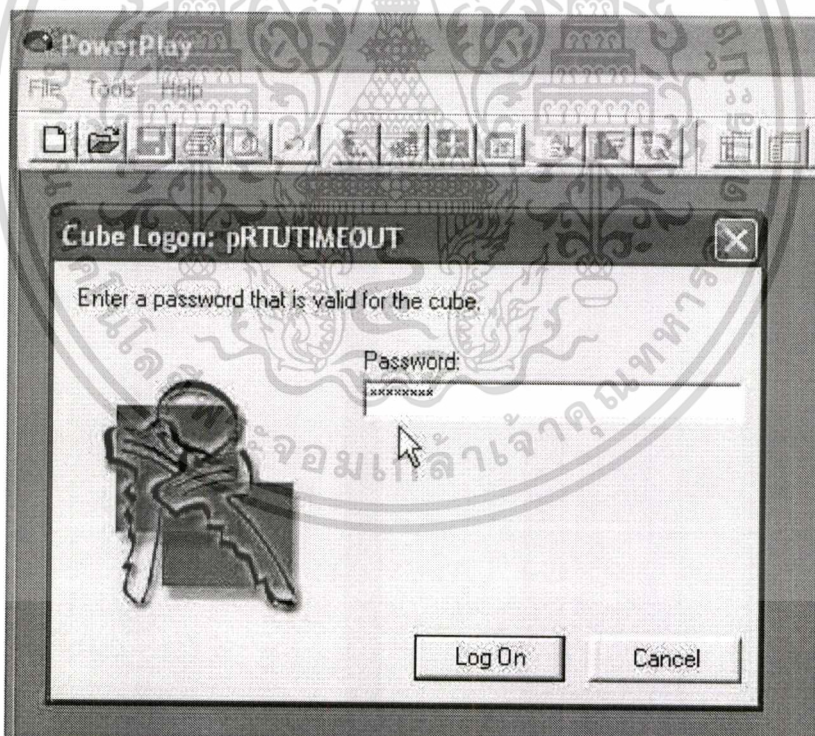 PowerPlay
File Tools Help
Cube Logon: pRTUTIMEOUT
Enter a password that is valid for the cube.
Password:
××××××××
Log On
Cancel